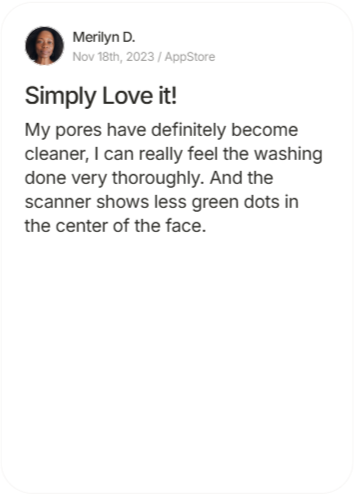 Merilyn D.
Nov 18th, 2023 / AppStore
Simply Love it!
My pores have definitely become
cleaner, I can really feel the washing
done very thoroughly. And the
scanner shows less green dots in
the center of the face.